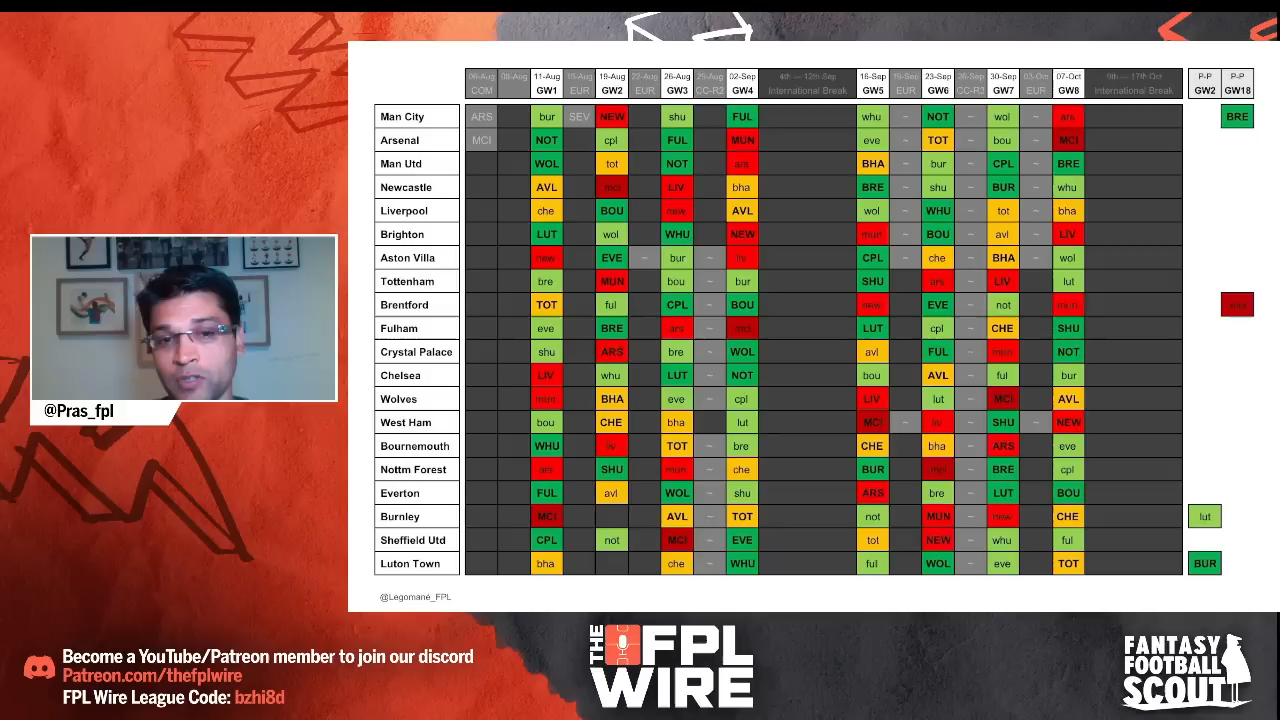 06-Aug 09-Aug 11-Aug 15-Aug 19-Aug 22-Aug 26-Aug 29-Aug 02-Sep 4th — 12th Sep 16-Sep 19-Sep 23-Sep 26-Sep 30-Sep 03-Oct 07-Oct 9th — 17th Oct P-P P-P
COM GW1 EUR GW2 EUR GW3 CC-R2 GW4 International Break GW5 EUR GW6 CC-R3 GW7 EUR GW8 International Break GW2 GW18
Man City ARS bur SEV NEW shu FUL whu ~ NOT ~ wol ~ ars BRE
Arsenal MCI NOT cpl FUL MUN eve ~ TOT ~ bou ~ MCI
Man Utd WOL tot NOT ars BHA ~ bur ~ CPL ~ BRE
Newcastle AVL mci LIV bha BRE ~ shu ~ BUR ~ whu
Liverpool che BOU new AVL wol ~ WHU ~ tot ~ bha
Brighton LUT wol WHU NEW mun ~ BOU ~ avl ~ LIV
Aston Villa new EVE ~ bur ~ liv CPL ~ che ~ BHA ~ wol
Tottenham bre MUN bou ~ bur SHU ars ~ LIV lut
Brentford TOT ful CPL ~ BOU new EVE ~ not mun
Fulham eve BRE ars ~ mci LUT cpl ~ CHE SHU
Crystal Palace shu ARS bre ~ WOL avl FUL ~ mun NOT
Chelsea LIV whu LUT ~ NOT bou AVL ~ ful bur
Wolves mun BHA eve ~ cpl LIV lut ~ MCI AVL
West Ham bou CHE bha lut MCI ~ liv ~ SHU ~ NEW
Bournemouth WHU liv TOT ~ bre CHE bha ~ ARS eve
Nottm Forest ars SHU mun ~ che BUR mci ~ BRE cpl
Everton FUL avl WOL ~ shu ARS bre ~ LUT BOU
Burnley MCI AVL ~ TOT not MUN ~ new CHE lut
Sheffield Utd CPL not MCI ~ EVE tot NEW ~ whu ful
Luton Town bha che ~ WHU ful WOL ~ eve TOT BUR
@Legomané_FPL
@Pras_fpl
Become a YouTube/Patreon member to join our discord
Patreon.com/thefplwire
FPL Wire League Code: bzhi8d
THE FPL
WIRE
FANTASY
FOOTBALL
SCOUT